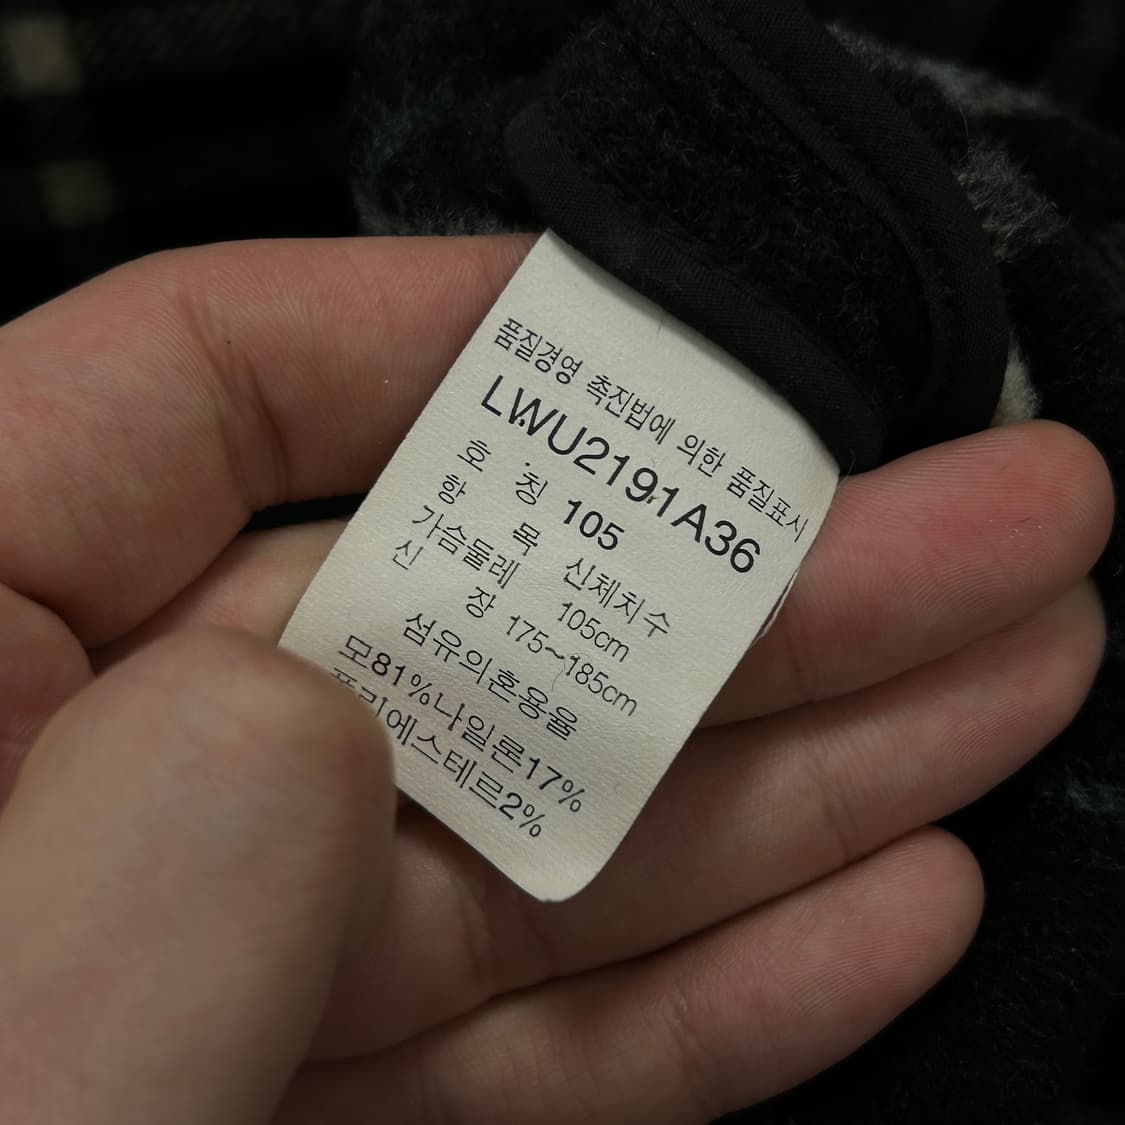 품질경영 촉진법에 의한 품질표시
LWU2191A36
호 칭 105
항 목 신체치수
가슴둘레 105cm
신 장 175~185cm
섬유의혼용율
모81%나일론17%
폴리에스테르2%